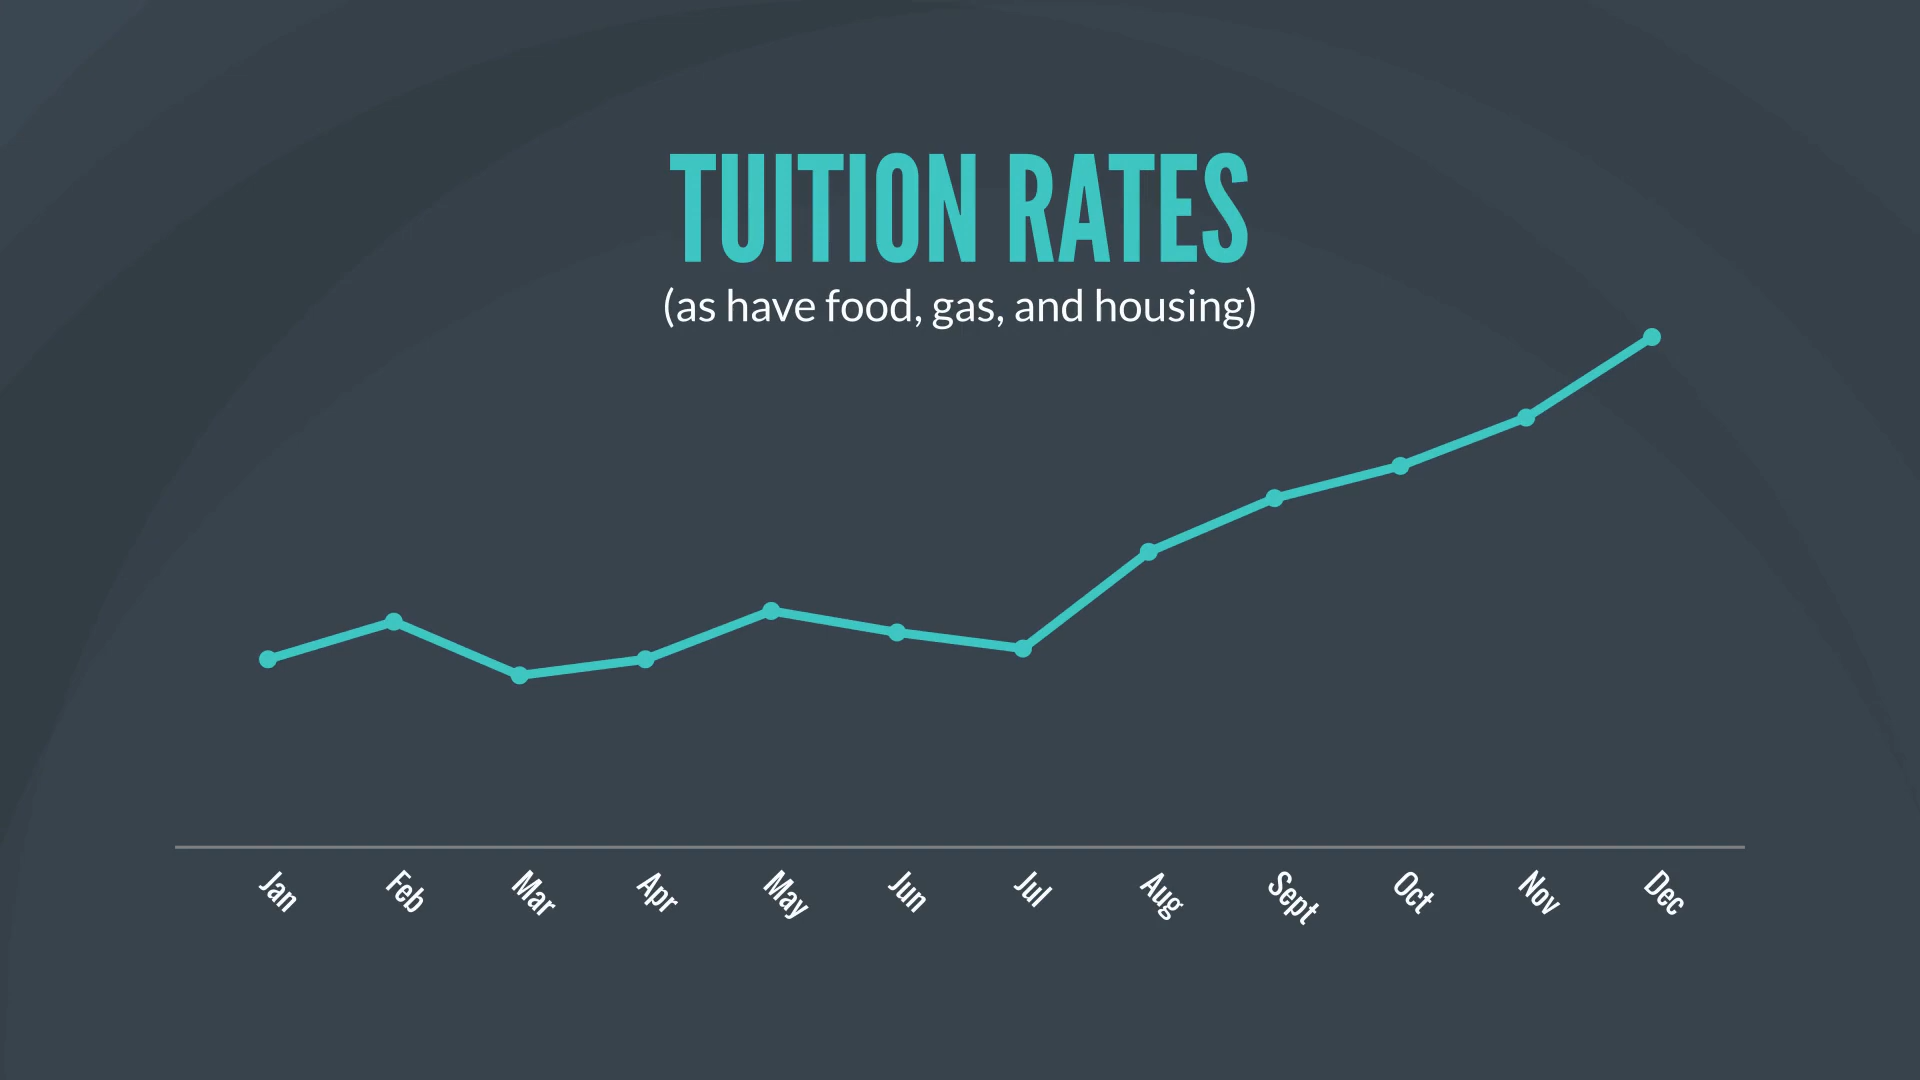 TUITION RATES
(as have food, gas, and housing)
Jan
Feb
Mar
Apr
May
Jun
Jul
Aug
Sept
Oct
Nov
Dec